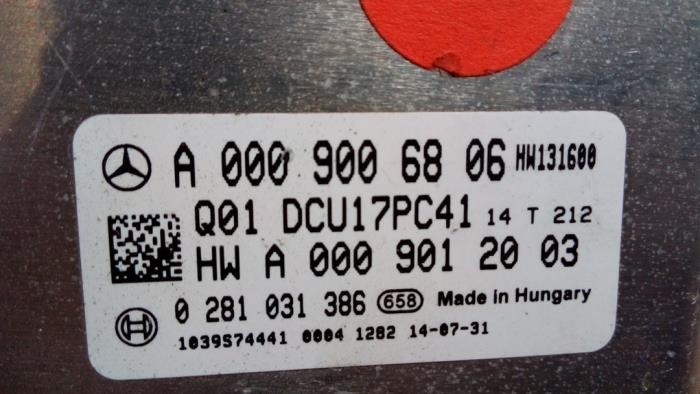 A 000 900 68 06 HW131600
Q01 DCU17PC41 14 T 212
HW A 000 901 20 03
0 281 031 386 658 Made in Hungary
1039S74441 0004 1282 14-07-31